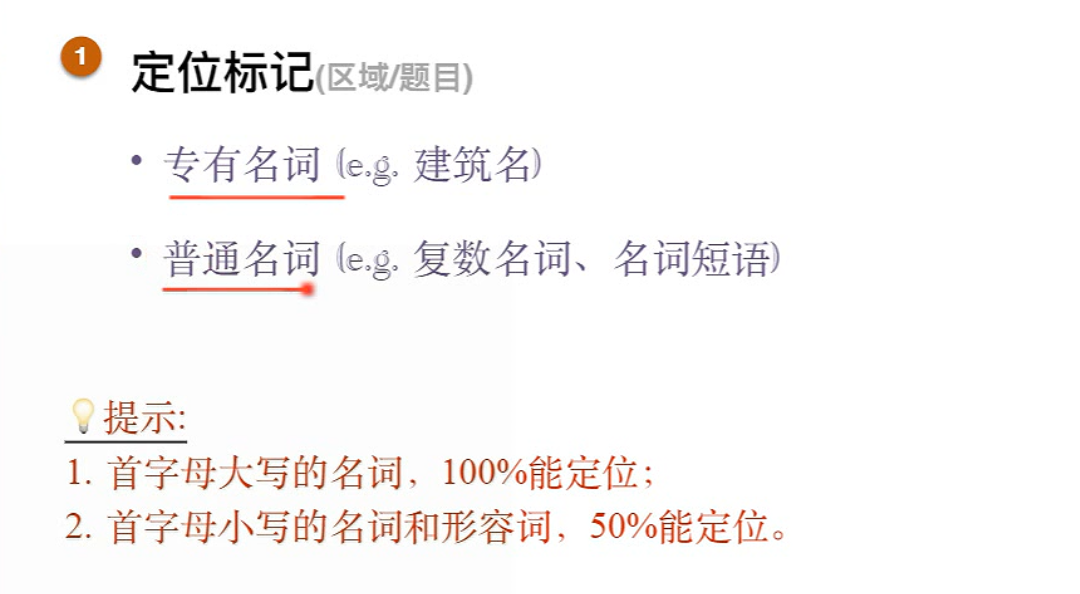 1
定位标记(区域/题目)
• 专有名词 (e.g. 建筑名)
• 普通名词 (e.g. 复数名词、名词短语)
提示:
1. 首字母大写的名词，100%能定位；
2. 首字母小写的名词和形容词，50%能定位。